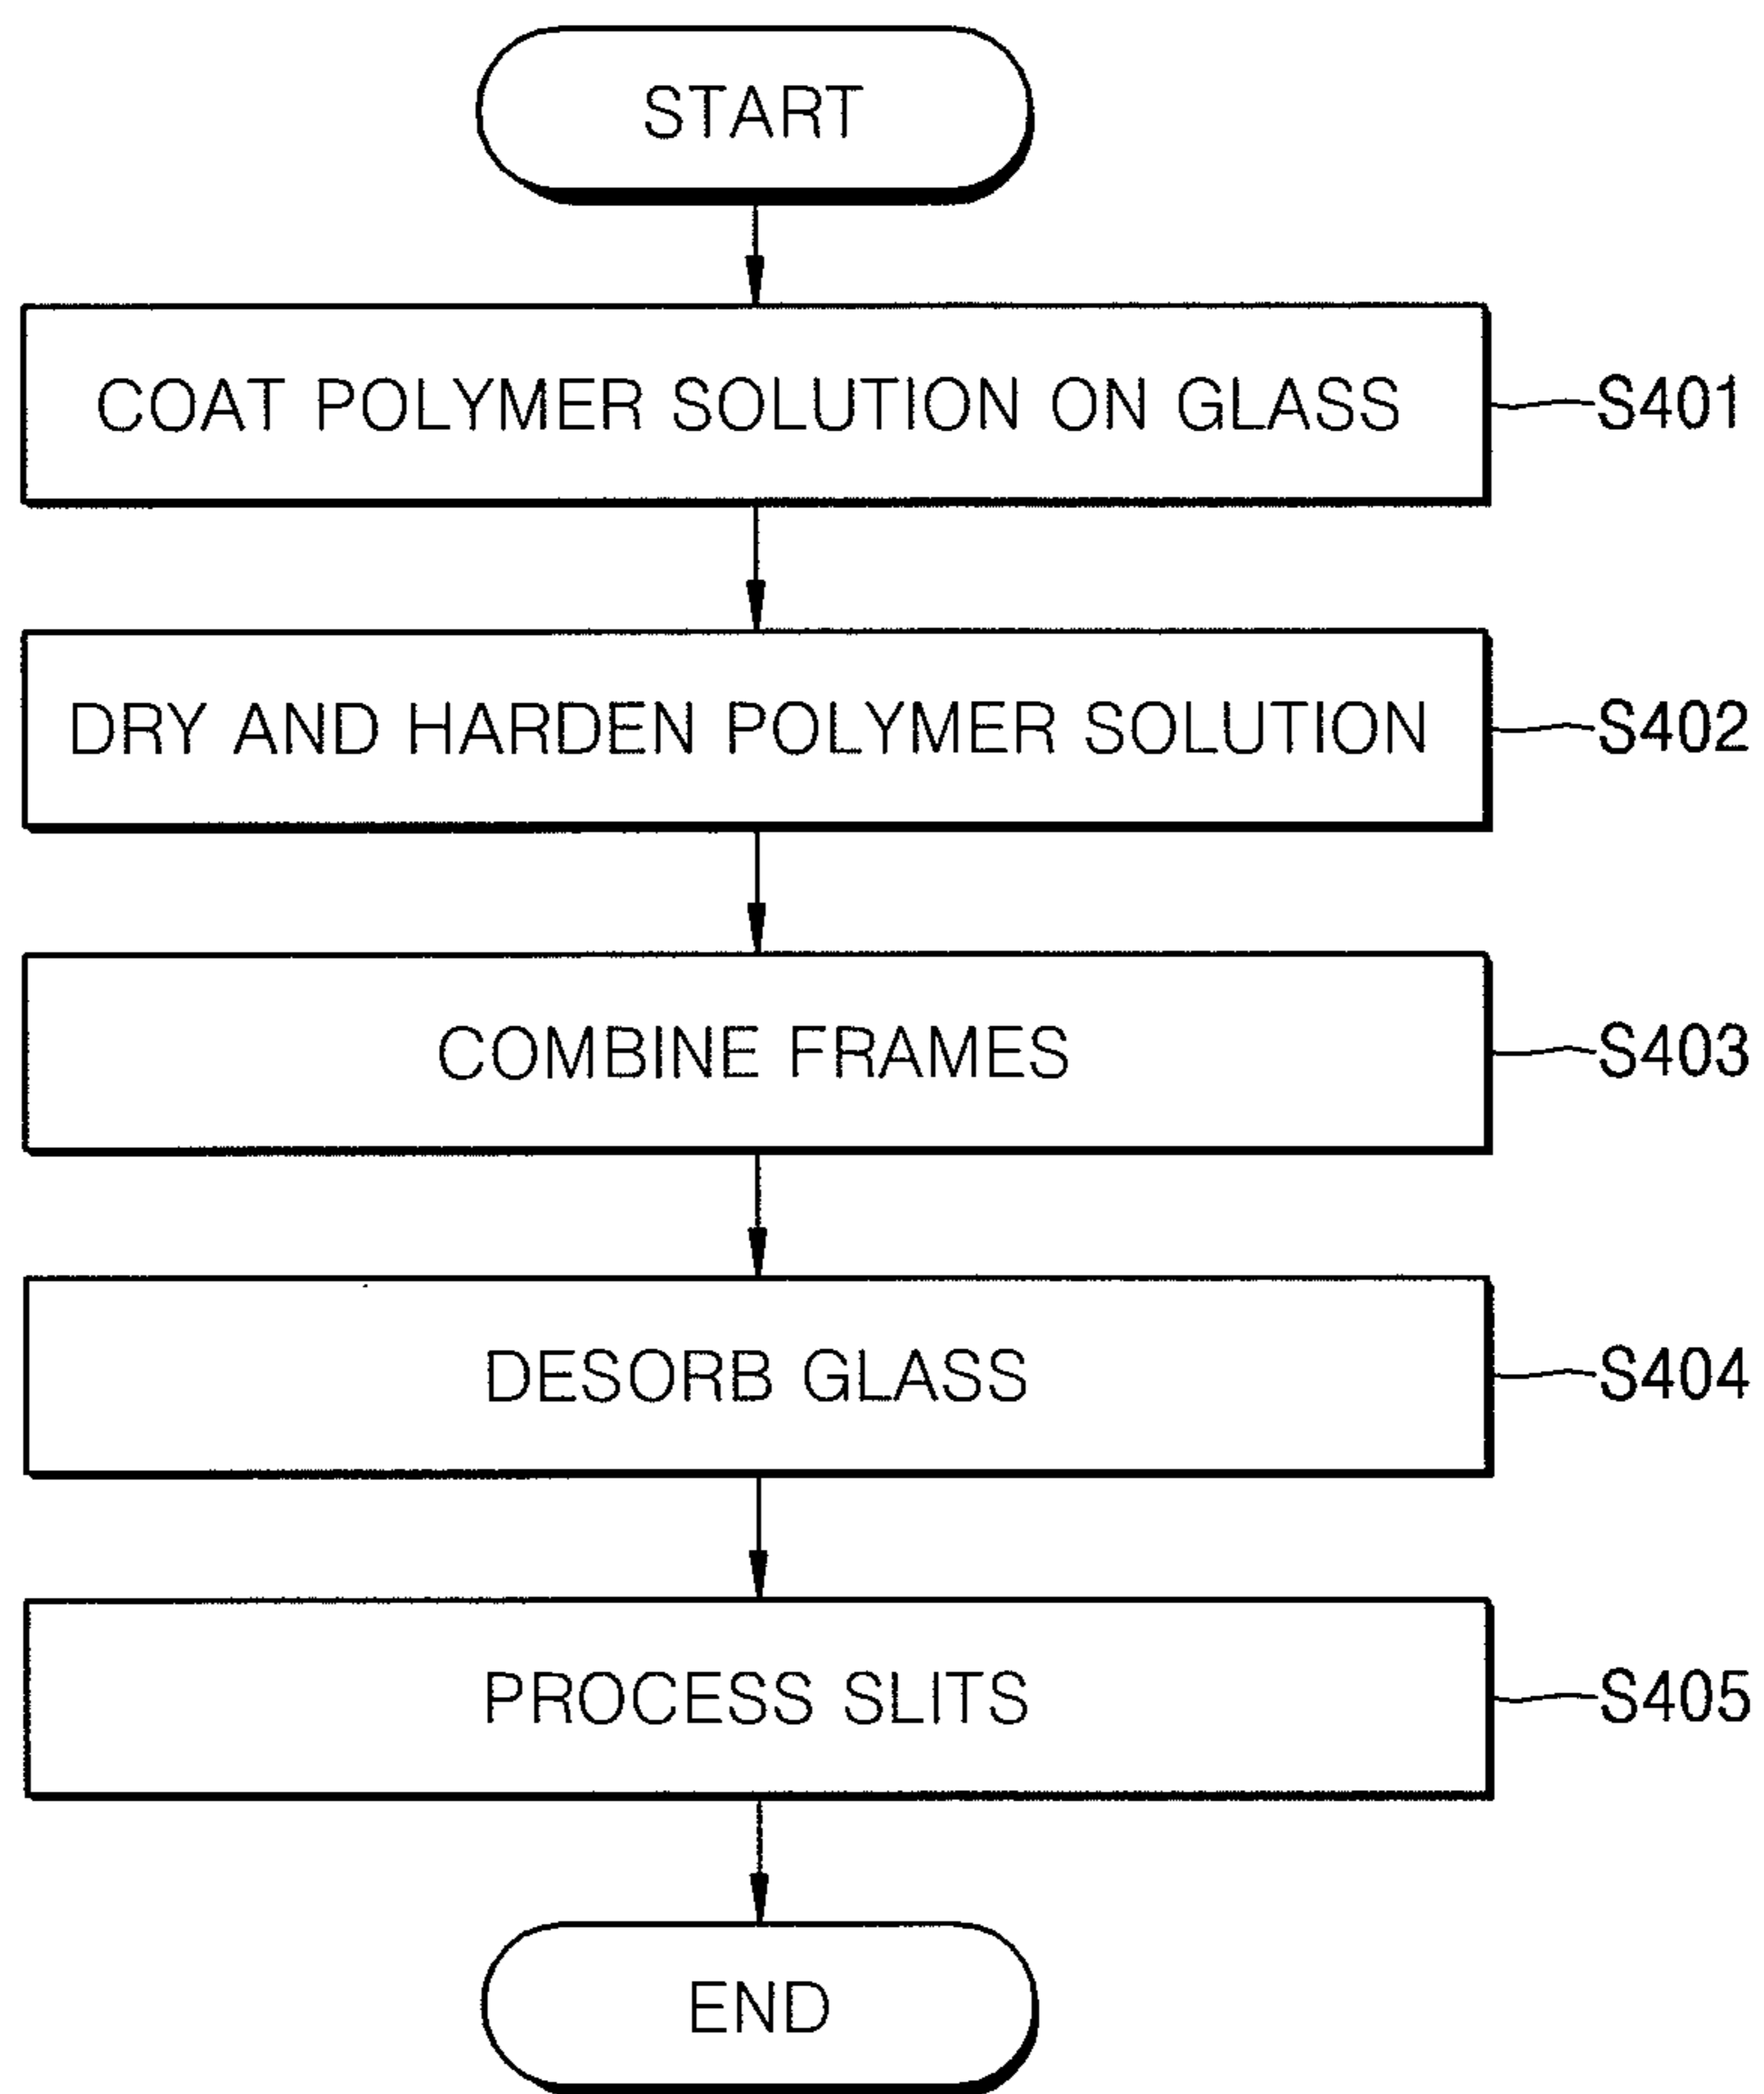 START
COAT POLYMER SOLUTION ON GLASS
S401
DRY AND HARDEN POLYMER SOLUTION
S402
COMBINE FRAMES
S403
DESORB GLASS
S404
PROCESS SLITS
S405
END